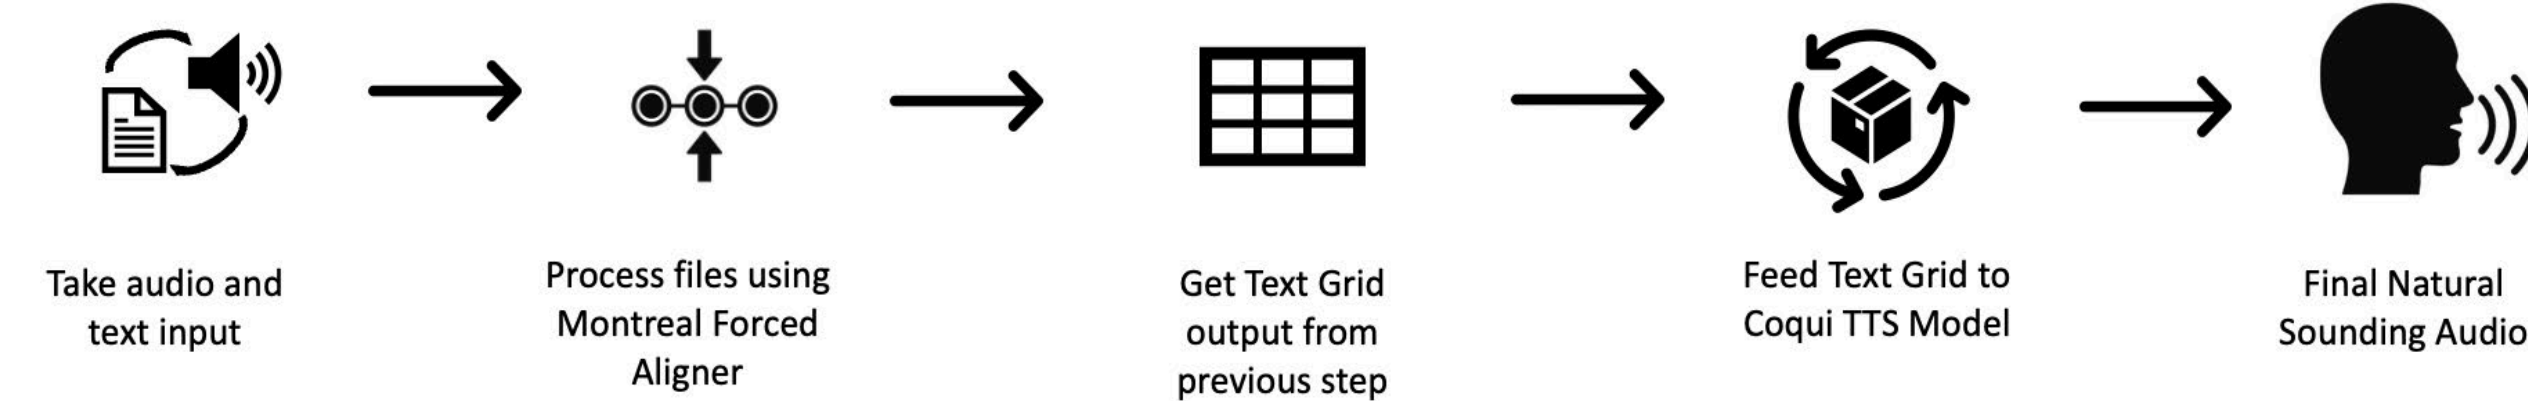 Take audio and
text input
Process files using
Montreal Forced
Aligner
Get Text Grid
output from
previous step
Feed Text Grid to
Coqui TTS Model
Final Natural
Sounding Audio